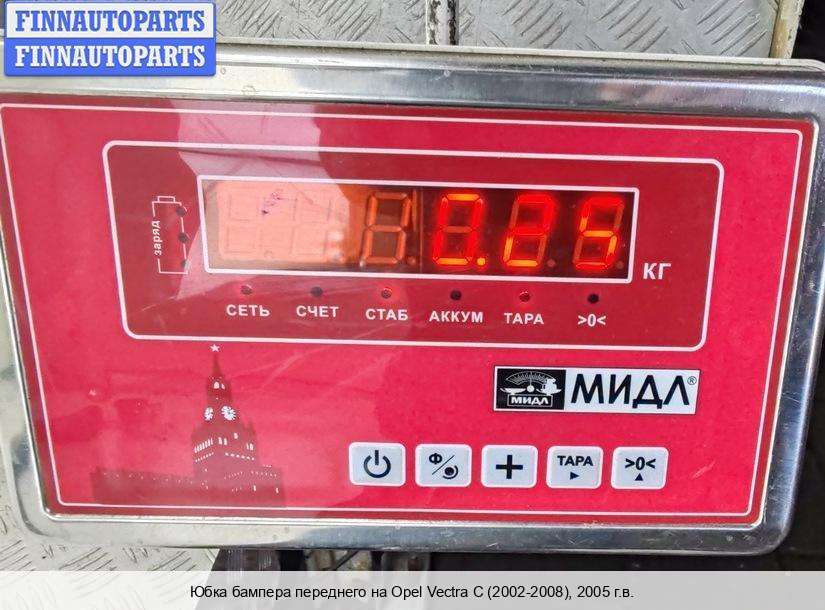 FINNAUTOPARTS
FINNAUTOPARTS
заряд
0.25
КГ
СЕТЬ СЧЕТ СТАБ АККУМ ТАРА >0<
МИДЛ МИДЛ®
Ф/ + ТАРА >0<
Юбка бампера переднего на Opel Vectra C (2002-2008), 2005 г.в.